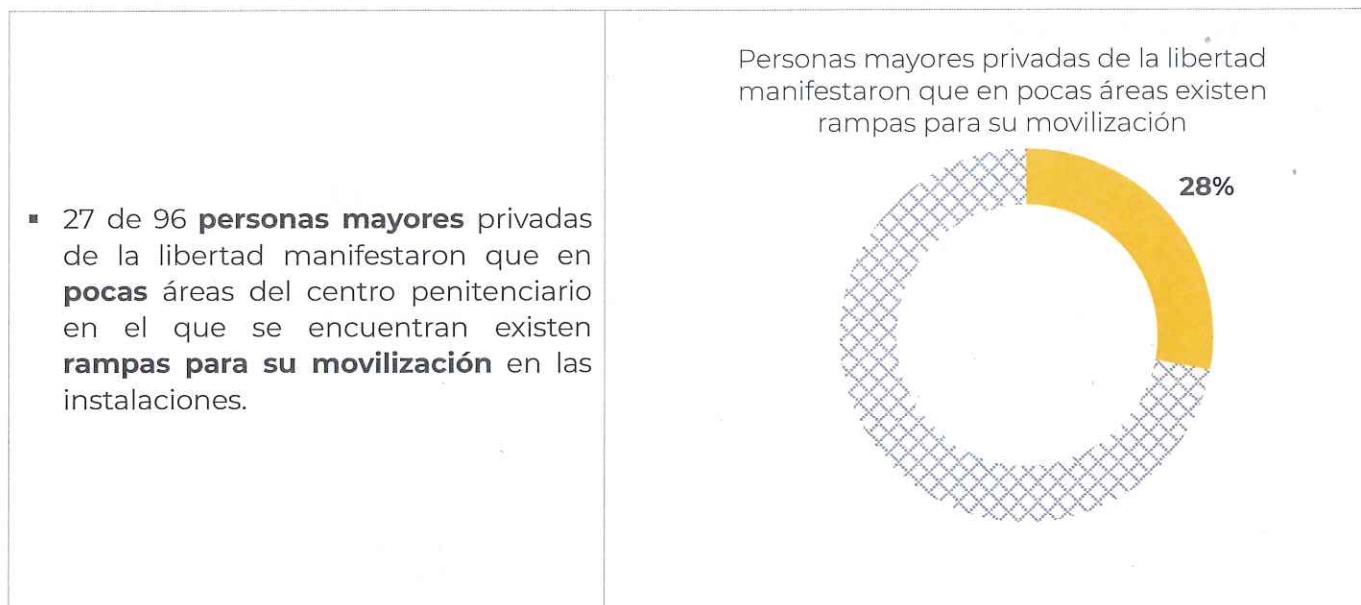 ▪ 27 de 96 personas mayores privadas
de la libertad manifestaron que en
pocas áreas del centro penitenciario
en el que se encuentran existen
rampas para su movilización en las
instalaciones.
Personas mayores privadas de la libertad
manifestaron que en pocas áreas existen
rampas para su movilización
28%